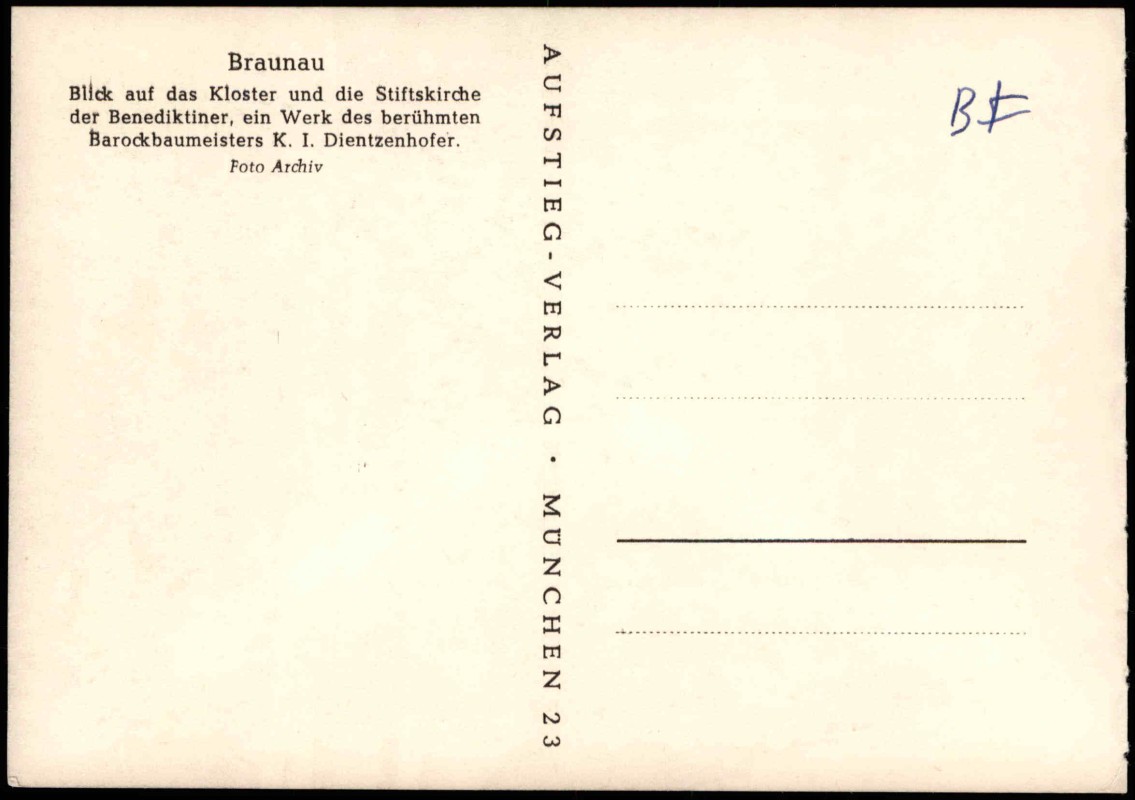 Braunau
Blick auf das Kloster und die Stiftskirche
der Benediktiner, ein Werk des berühmten
Barockbaumeisters K. I. Dientzenhofer.
Foto Archiv
AUFSTIEG-VERLAG · MÜNCHEN 23